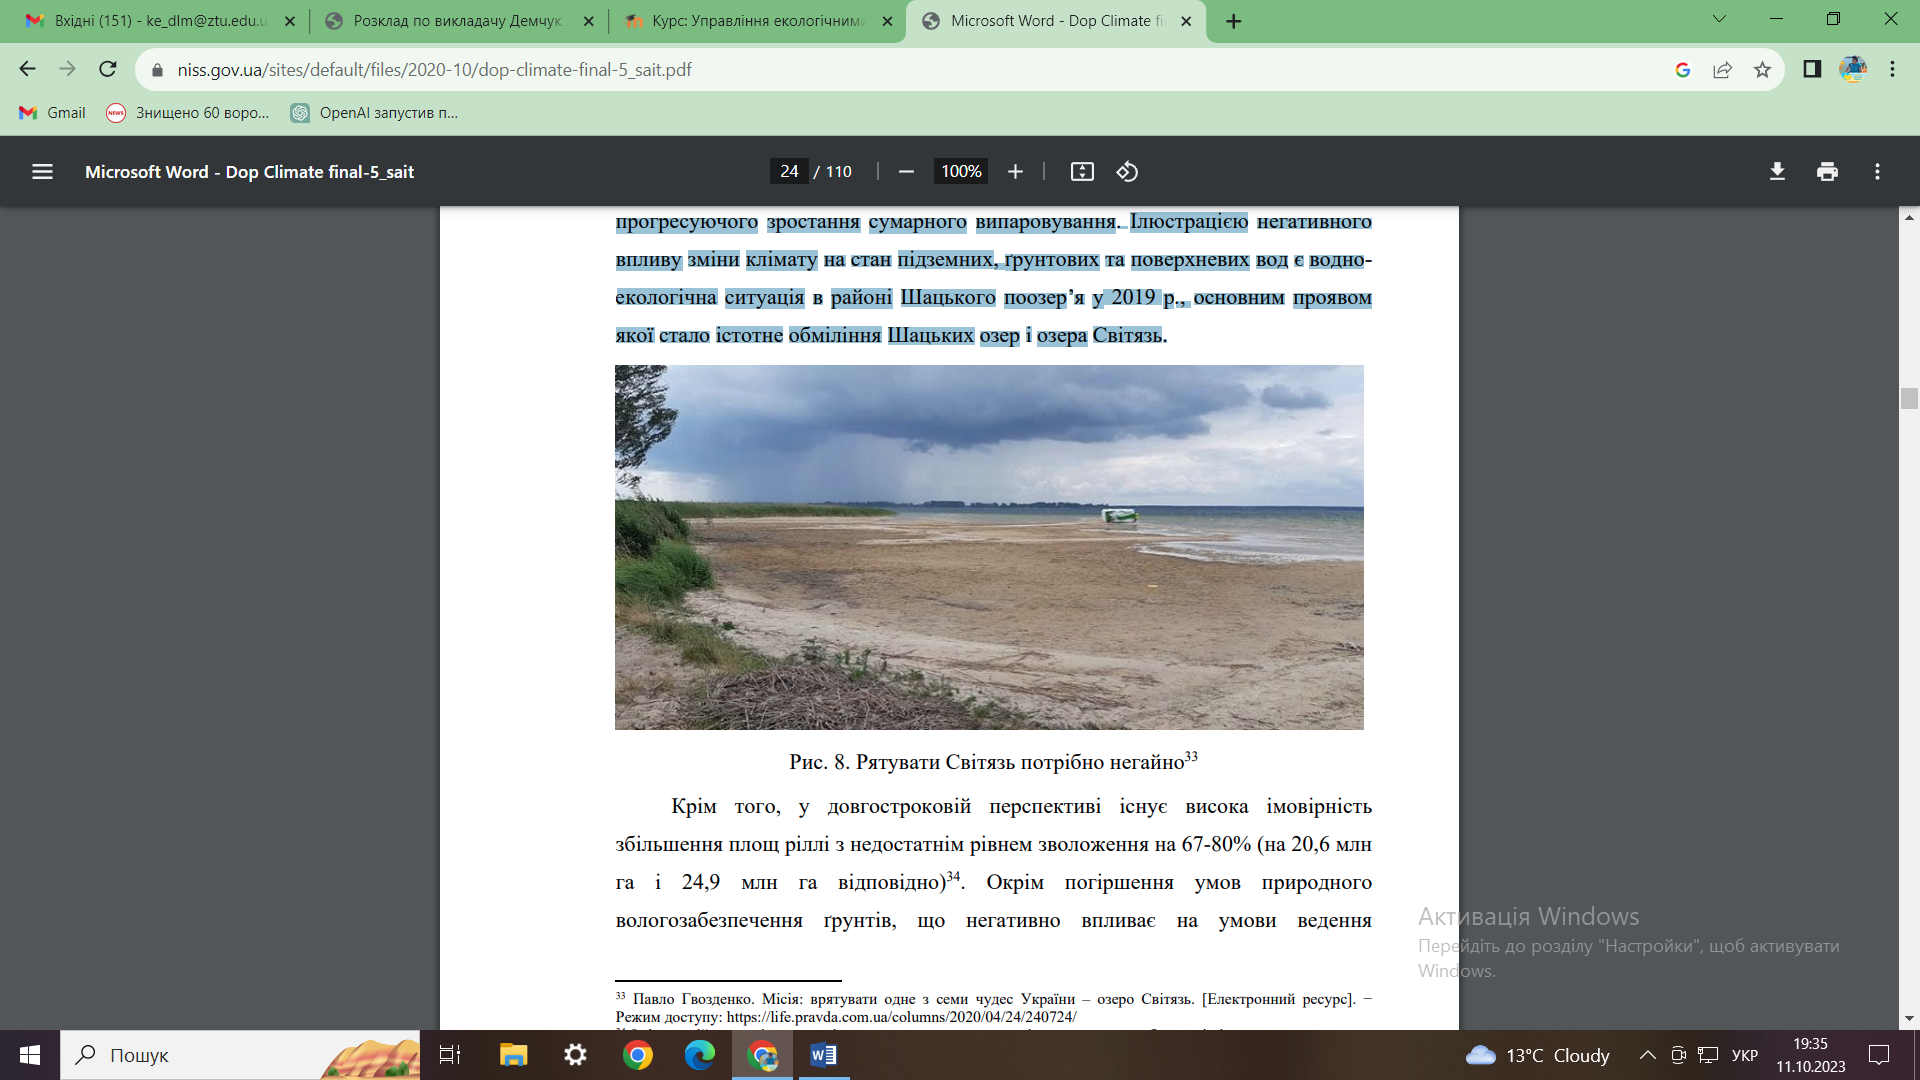 Вхідні (151) - ke_dlm@ztu.edu.u
Розклад по викладачу Демчук
Курс: Управління екологічними
Microsoft Word - Dop Climate fi
niss.gov.ua/sites/default/files/2020-10/dop-climate-final-5_sait.pdf
Gmail
Знищено 60 воро...
OpenAI запустив п...
Microsoft Word - Dop Climate final-5_sait
24 / 110
100%
прогресуючого зростання сумарного випаровування. Ілюстрацією негативного
впливу зміни клімату на стан підземних, ґрунтових та поверхневих вод є водно-
екологічна ситуація в районі Шацького поозер’я у 2019 р., основним проявом
якої стало істотне обміління Шацьких озер і озера Світязь.
Рис. 8. Рятувати Світязь потрібно негайно33
Крім того, у довгостроковій перспективі існує висока імовірність
збільшення площ ріллі з недостатнім рівнем зволоження на 67-80% (на 20,6 млн
га і 24,9 млн га відповідно)34. Окрім погіршення умов природного
вологозабезпечення ґрунтів, що негативно впливає на умови ведення
33 Павло Гвозденко. Місія: врятувати одне з семи чудес України – озеро Світязь. [Електронний ресурс]. –
Режим доступу: https://life.pravda.com.ua/columns/2020/04/24/240724/
Активація Windows
Перейдіть до розділу "Настройки", щоб активувати
Windows.
Пошук
13°C Cloudy
УКР
19:35
11.10.2023